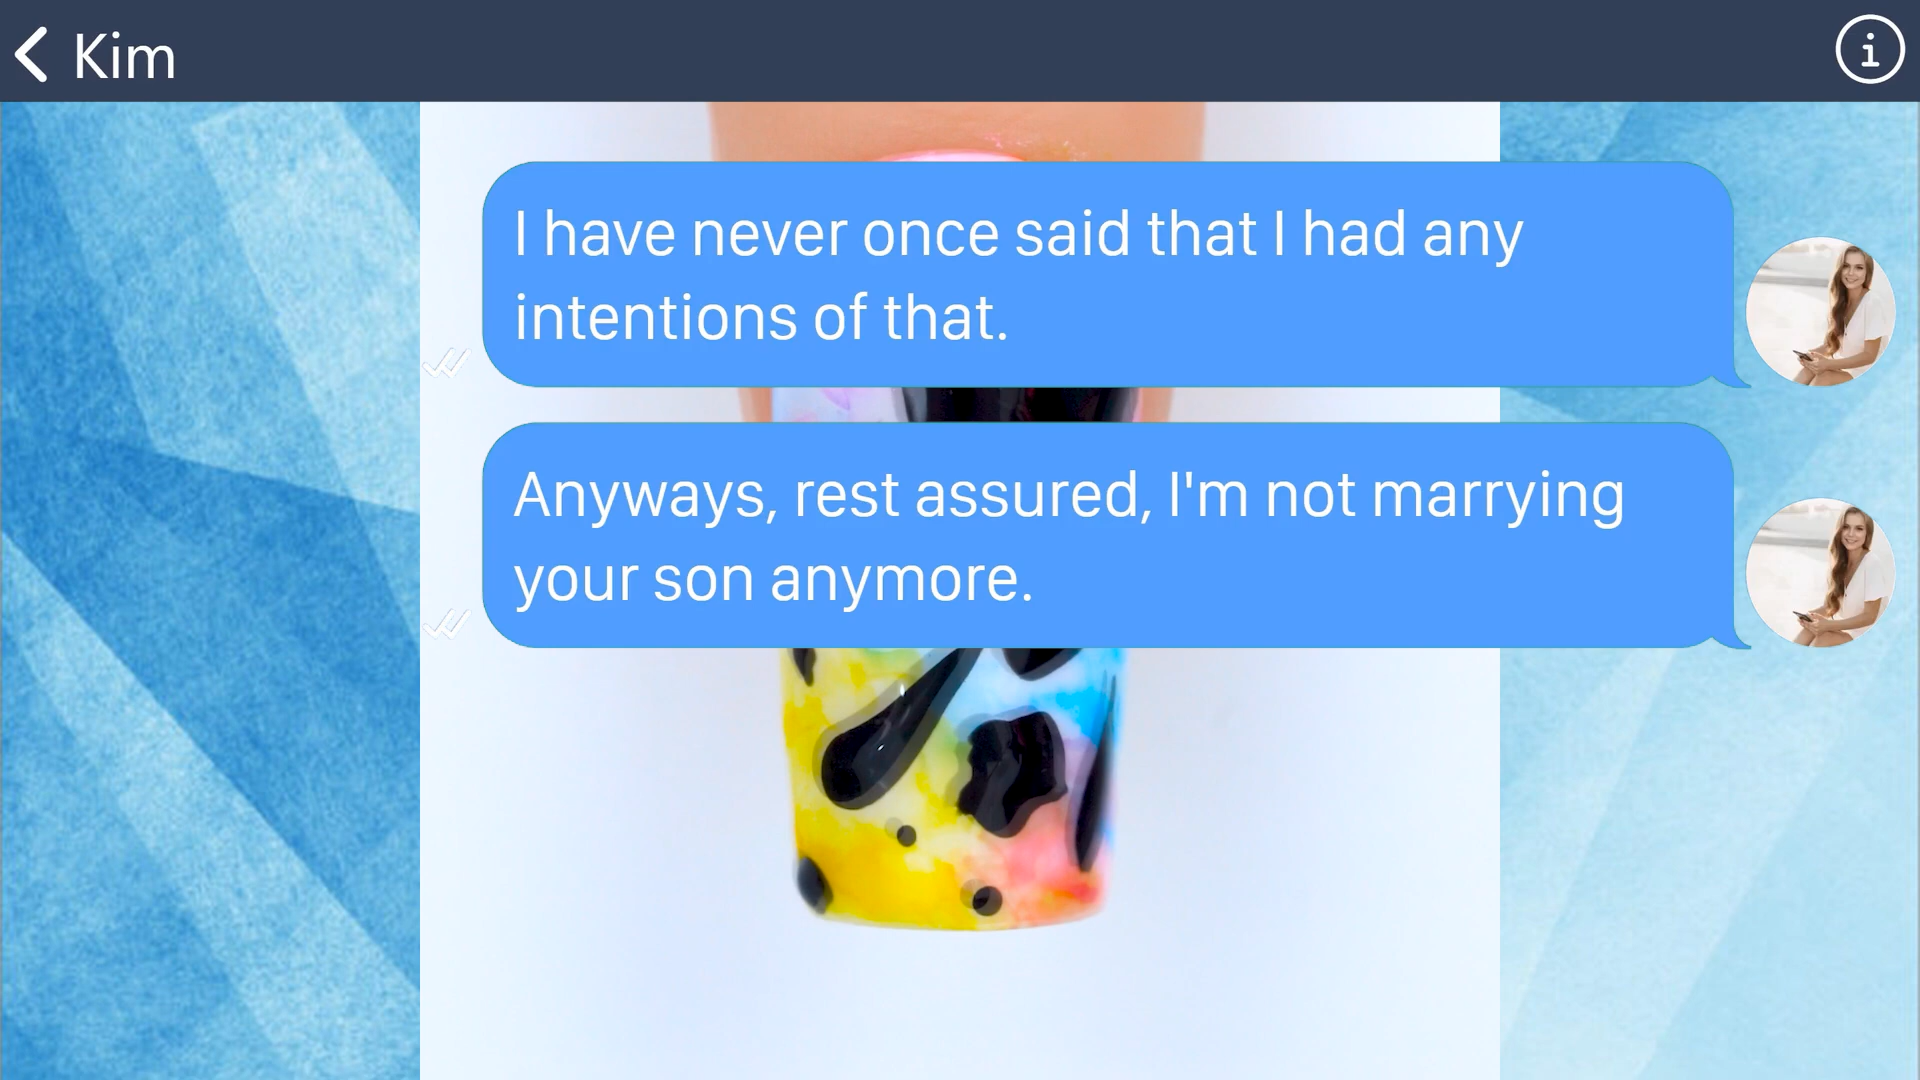 Kim
i
I have never once said that I had any
intentions of that.
Anyways, rest assured, I'm not marrying
your son anymore.